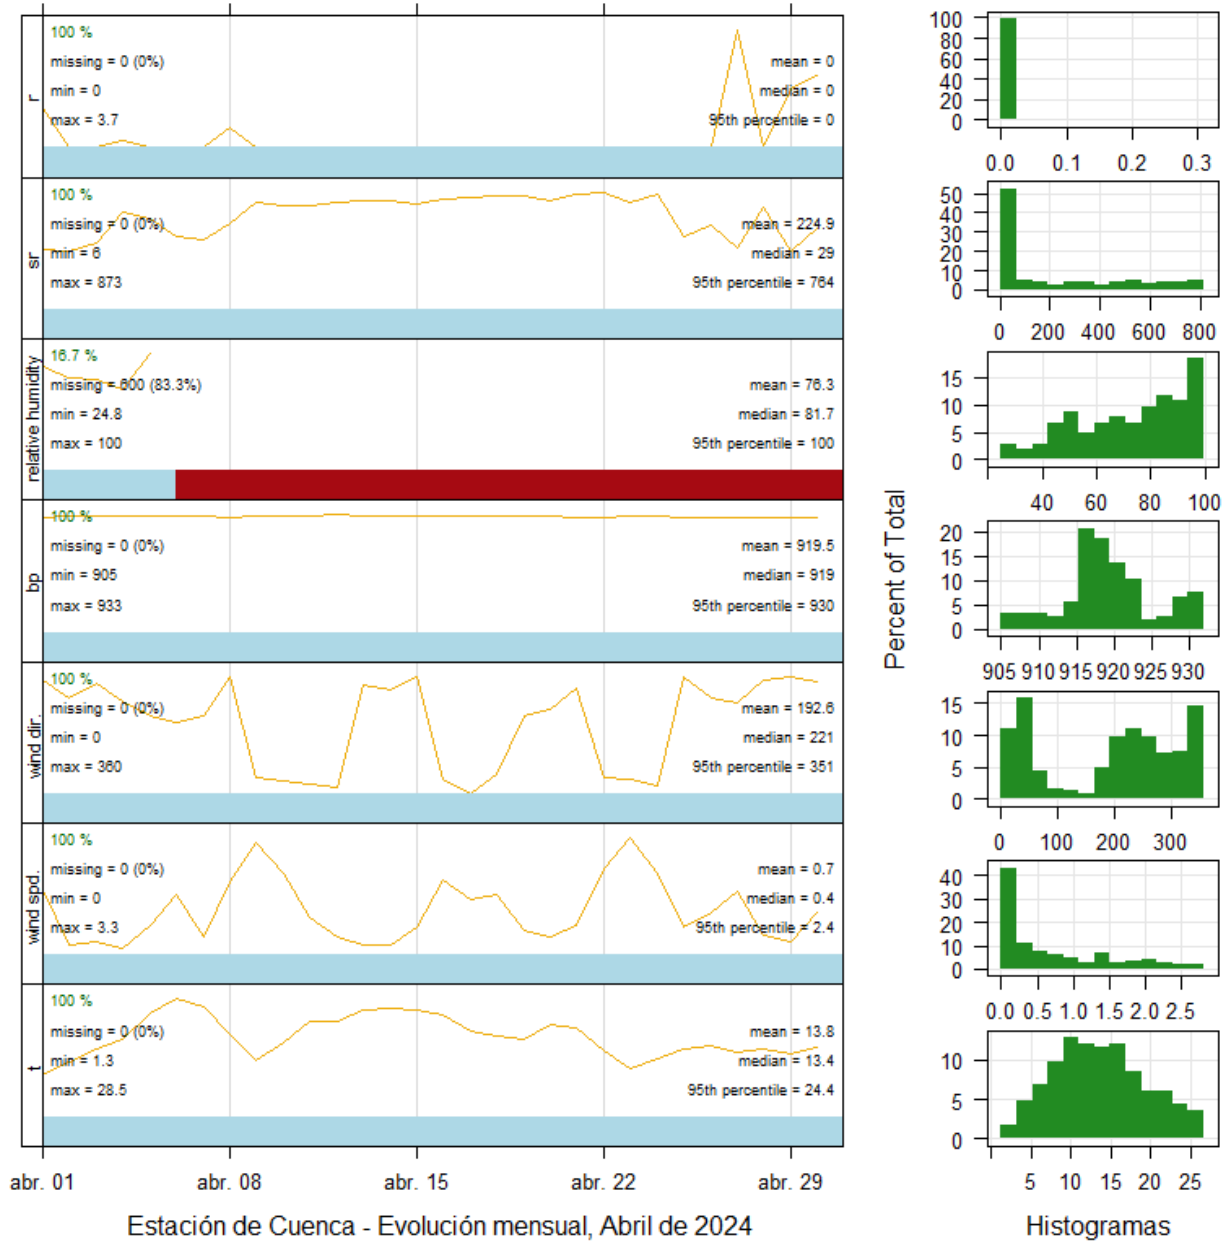 r
100 %
missing = 0 (0%)
min = 0
max = 3.7
mean = 0
median = 0
95th percentile = 0
100
80
60
40
20
0
0.0 0.1 0.2 0.3
sr
100 %
missing = 0 (0%)
min = 6
max = 873
mean = 224.9
median = 29
95th percentile = 764
50
40
30
20
10
0
0 200 400 600 800
relative humidity
16.7 %
missing = 600 (83.3%)
min = 24.8
max = 100
mean = 76.3
median = 81.7
95th percentile = 100
15
10
5
0
40 60 80 100
bp
100 %
missing = 0 (0%)
min = 905
max = 933
mean = 919.5
median = 919
95th percentile = 930
20
15
10
5
0
905 910 915 920 925 930
wind dir.
100 %
missing = 0 (0%)
min = 0
max = 360
mean = 192.6
median = 221
95th percentile = 351
15
10
5
0
0 100 200 300
wind spd.
100 %
missing = 0 (0%)
min = 0
max = 3.3
mean = 0.7
median = 0.4
95th percentile = 2.4
40
30
20
10
0
0.0 0.5 1.0 1.5 2.0 2.5
t
100 %
missing = 0 (0%)
min = 1.3
max = 28.5
mean = 13.8
median = 13.4
95th percentile = 24.4
10
5
0
5 10 15 20 25
Percent of Total
abr. 01 abr. 08 abr. 15 abr. 22 abr. 29
Estación de Cuenca - Evolución mensual, Abril de 2024
Histogramas